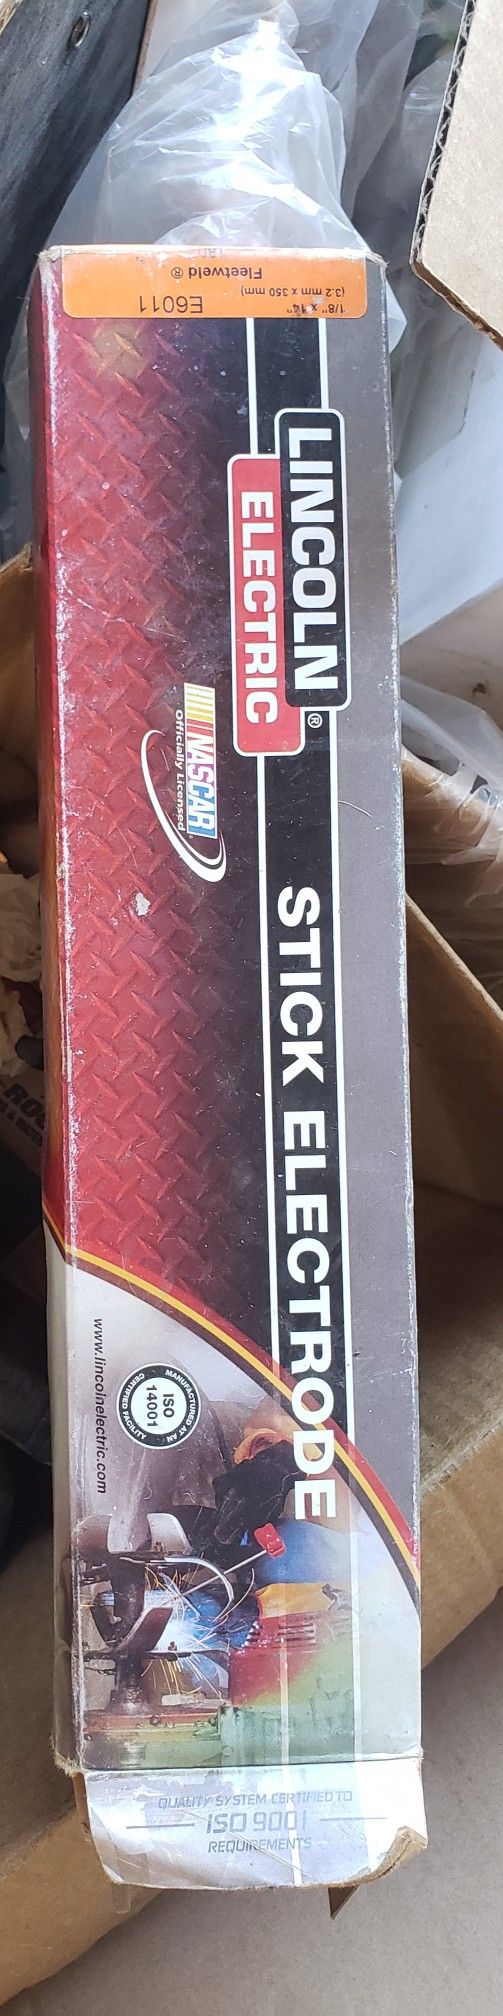 1/8" x 14"
(3.2 mm x 350 mm)
E6011
Fleetweld ®
180
LINCOLN ®
ELECTRIC
STICK ELECTRODE
NASCAR
Officially Licensed
www.lincolnelectric.com
MANUFACTURED AT AN
ISO
14001
CERTIFIED FACILITY
QUALITY SYSTEM CERTIFIED TO
ISO 9001
REQUIREMENTS